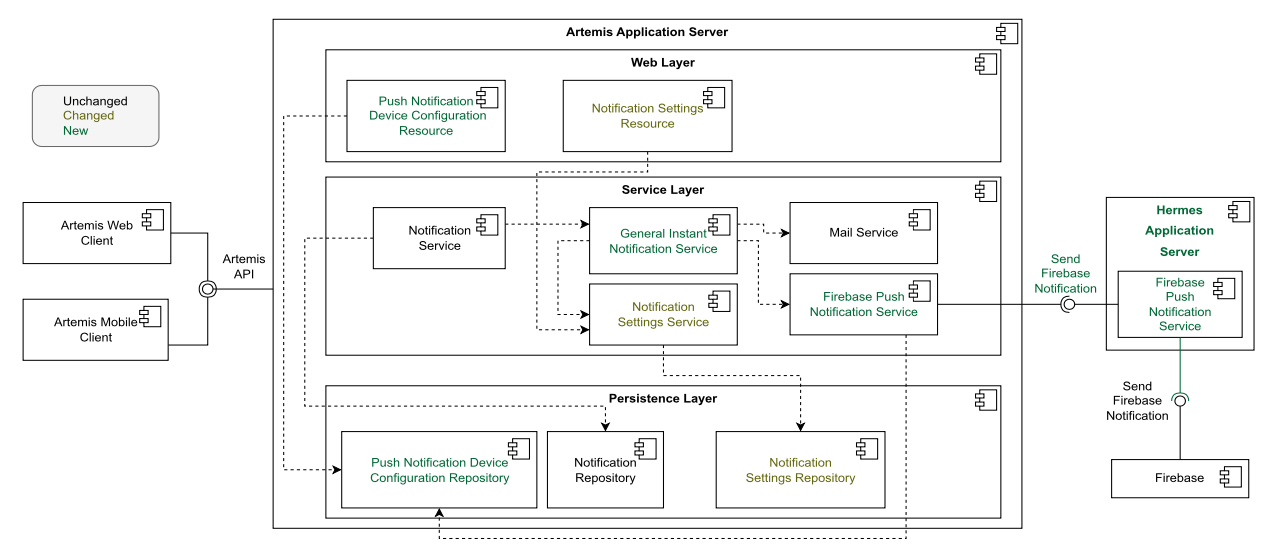 Artemis Application Server
Web Layer
Unchanged
Changed
New
Push Notification
Device Configuration
Resource
Notification Settings
Resource
Service Layer
Artemis Web
Client
Artemis
API
Artemis Mobile
Client
Notification
Service
General Instant
Notification Service
Mail Service
Notification
Settings Service
Firebase Push
Notification Service
Send
Firebase
Notification
Hermes
Application
Server
Firebase
Push
Notification
Service
Persistence Layer
Push Notification Device
Configuration Repository
Notification
Repository
Notification
Settings Repository
Send
Firebase
Notification
Firebase